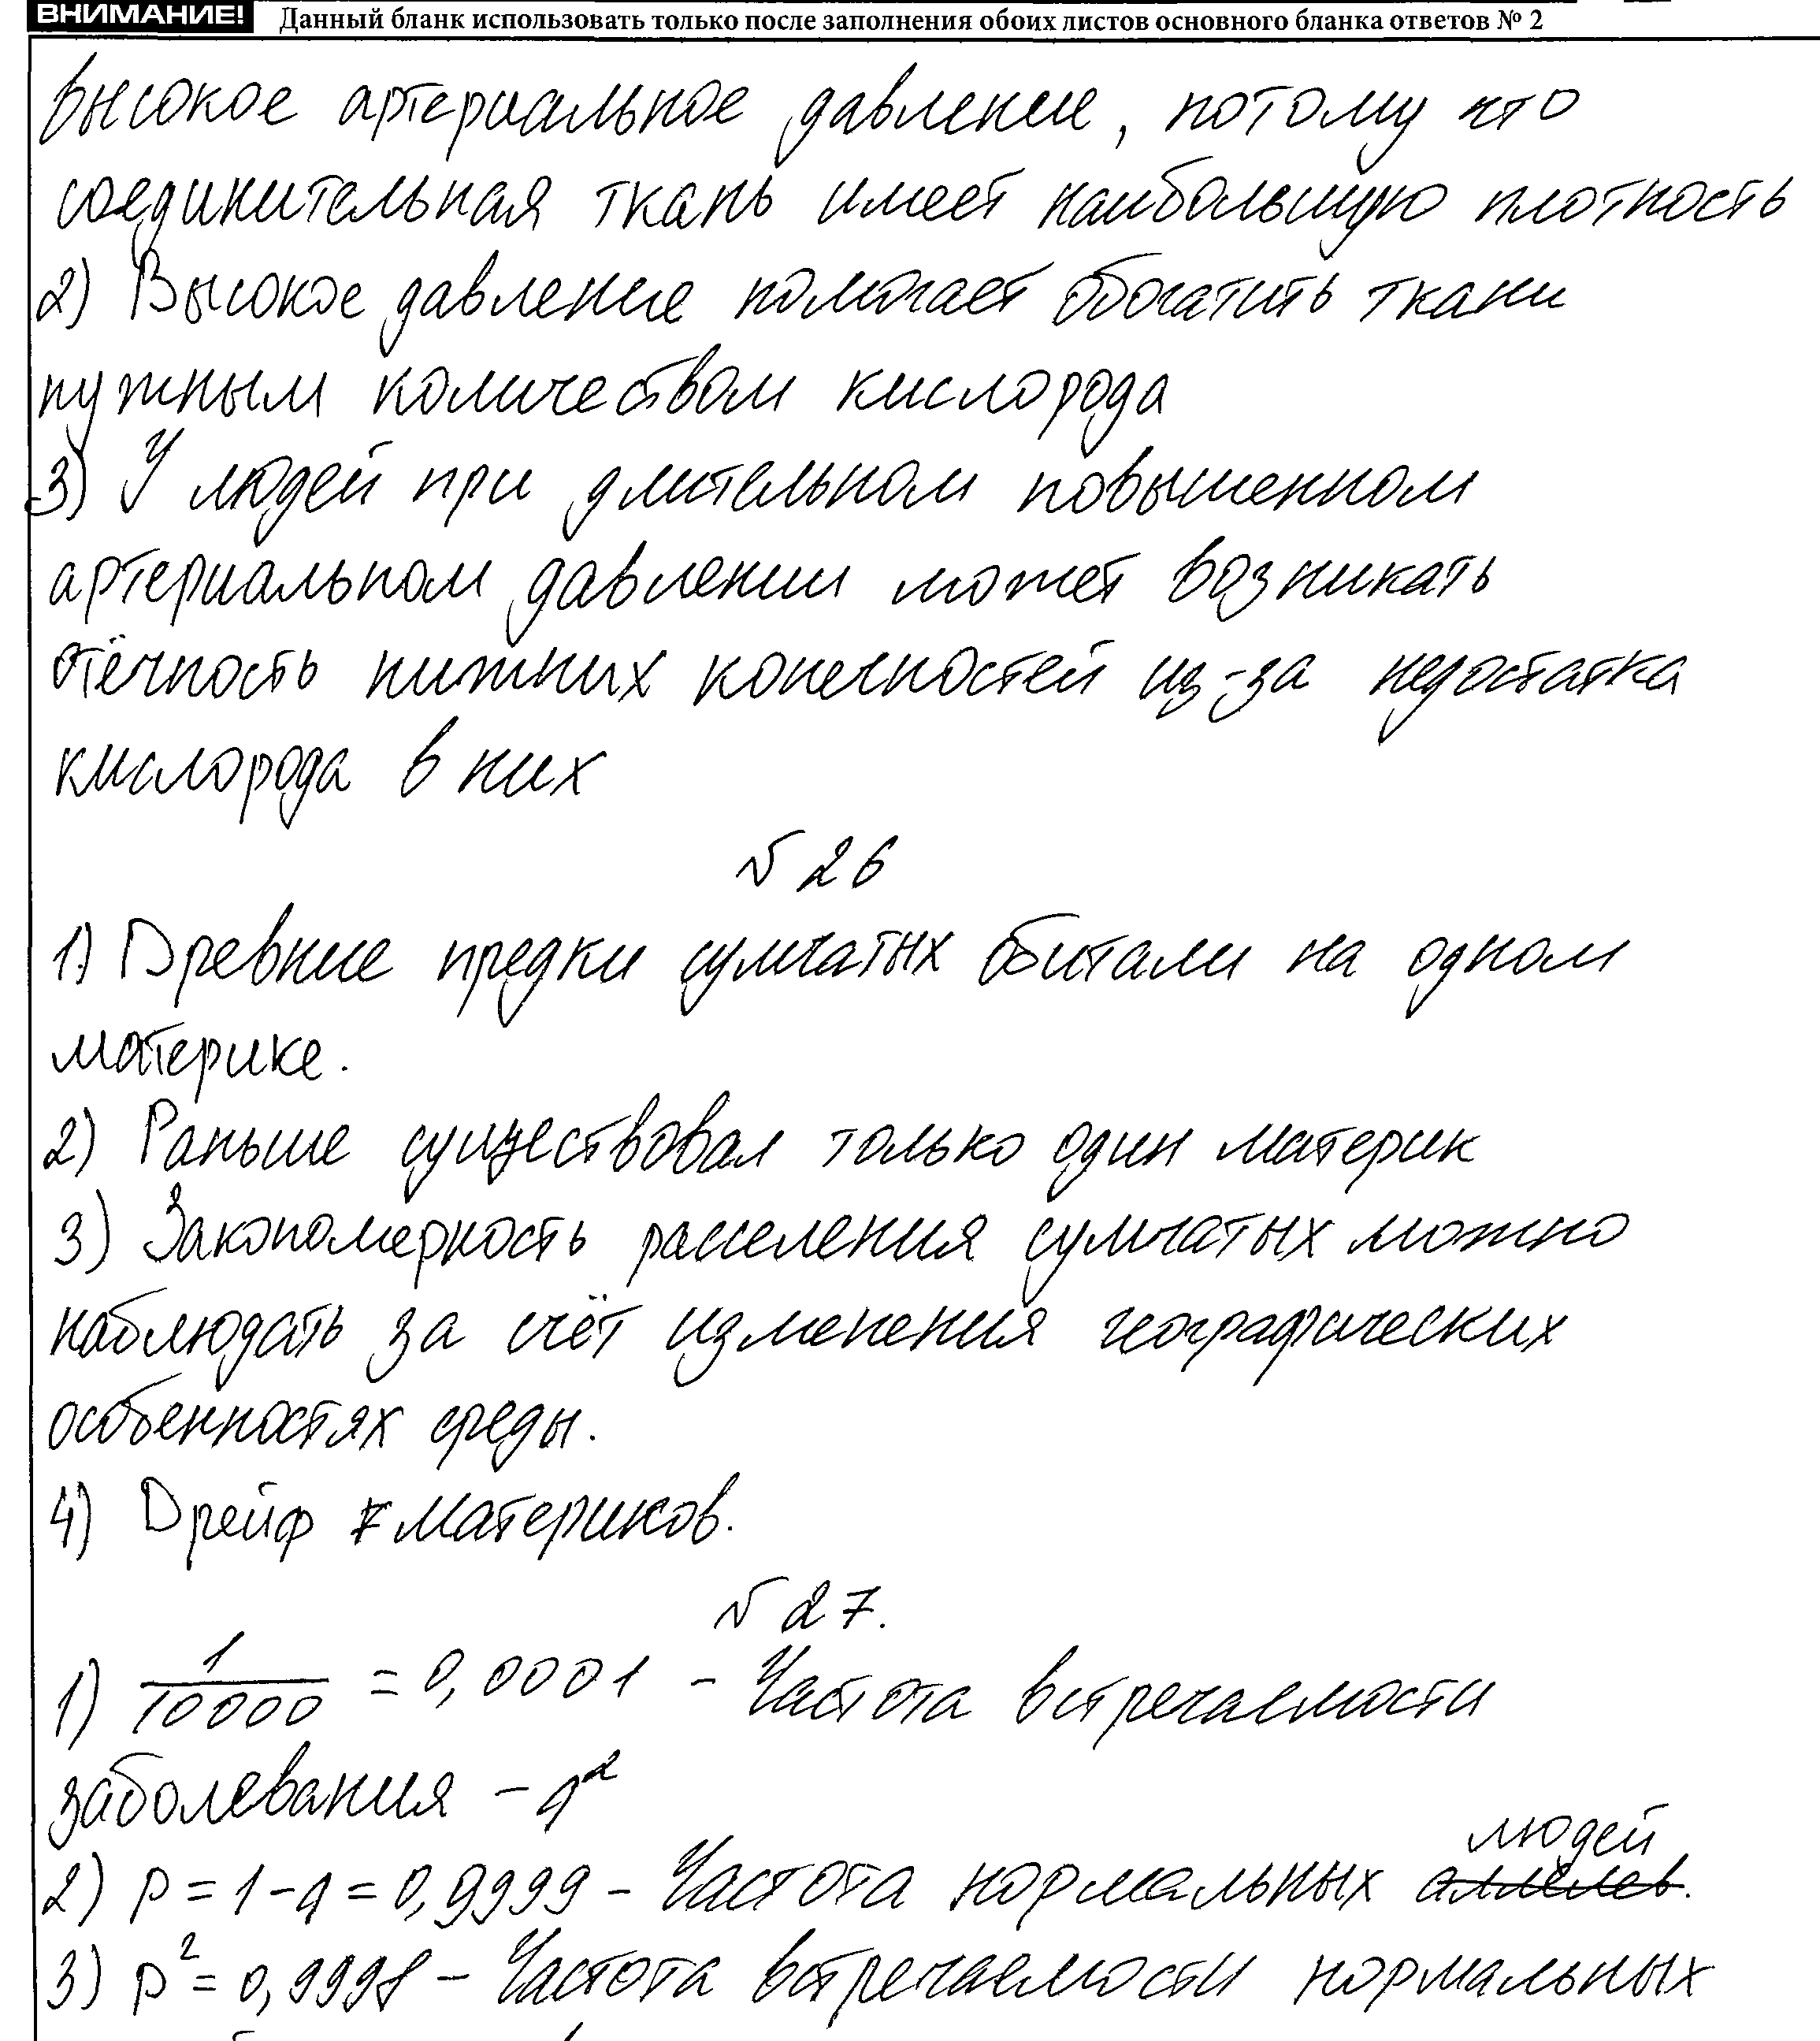 ВНИМАНИЕ! Данный бланк использовать только после заполнения обоих листов основного бланка ответов № 2
высокое артериальное давление, потому что
соединительная ткань имеет наибольшую плотность
2) Высокое давление помогает обогатить ткани
нужным количеством кислорода
3) У людей при длительном повышенном
артериальном давлении может возникать
отёчность нижних конечностей из-за недостатка
кислорода в них
№ 26
1) Древние предки сумчатых обитали на одном
материке.
2) Раньше существовал только один материк
3) Закономерность расселения сумчатых можно
наблюдать за счёт изменения географических
особенностях среды.
4) Дрейф материков.
№ 27.
1) 1/10000 = 0,0001 - Частота встречаемости
заболевания - q²
людей
2) p = 1 - q = 0,9999 - Частота нормальных аллелев.
3) p² = 0,9998 - Частота встречаемости нормальных